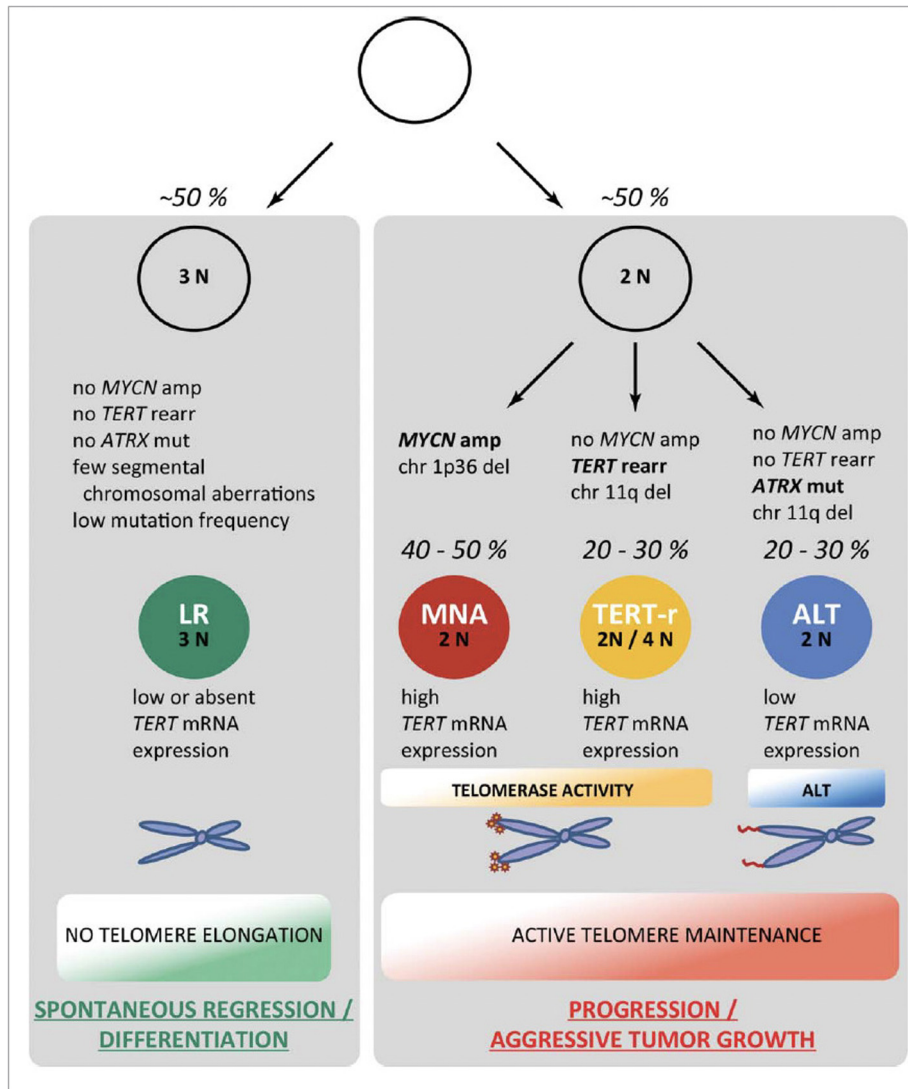 ~50 %
~50 %
3 N
2 N
no MYCN amp
no TERT rearr
no ATRX mut
few segmental
chromosomal aberrations
low mutation frequency
MYCN amp
chr 1p36 del
no MYCN amp
TERT rearr
chr 11q del
no MYCN amp
no TERT rearr
ATRX mut
chr 11q del
40 - 50 %
20 - 30 %
20 - 30 %
LR
3 N
MNA
2 N
TERT-r
2N / 4 N
ALT
2 N
low or absent
TERT mRNA
expression
high
TERT mRNA
expression
high
TERT mRNA
expression
low
TERT mRNA
expression
TELOMERASE ACTIVITY
ALT
NO TELOMERE ELONGATION
ACTIVE TELOMERE MAINTENANCE
SPONTANEOUS REGRESSION /
DIFFERENTIATION
PROGRESSION /
AGGRESSIVE TUMOR GROWTH